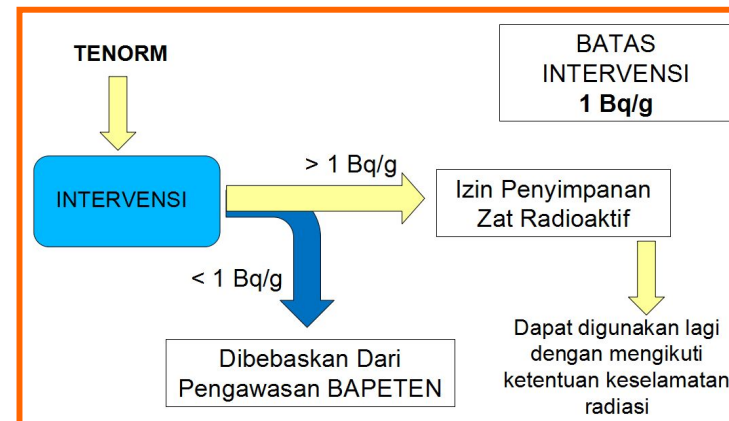 TENORM
BATAS
INTERVENSI
1 Bq/g
INTERVENSI
> 1 Bq/g
Izin Penyimpanan
Zat Radioaktif
< 1 Bq/g
Dibebaskan Dari
Pengawasan BAPETEN
Dapat digunakan lagi
dengan mengikuti
ketentuan keselamatan
radiasi